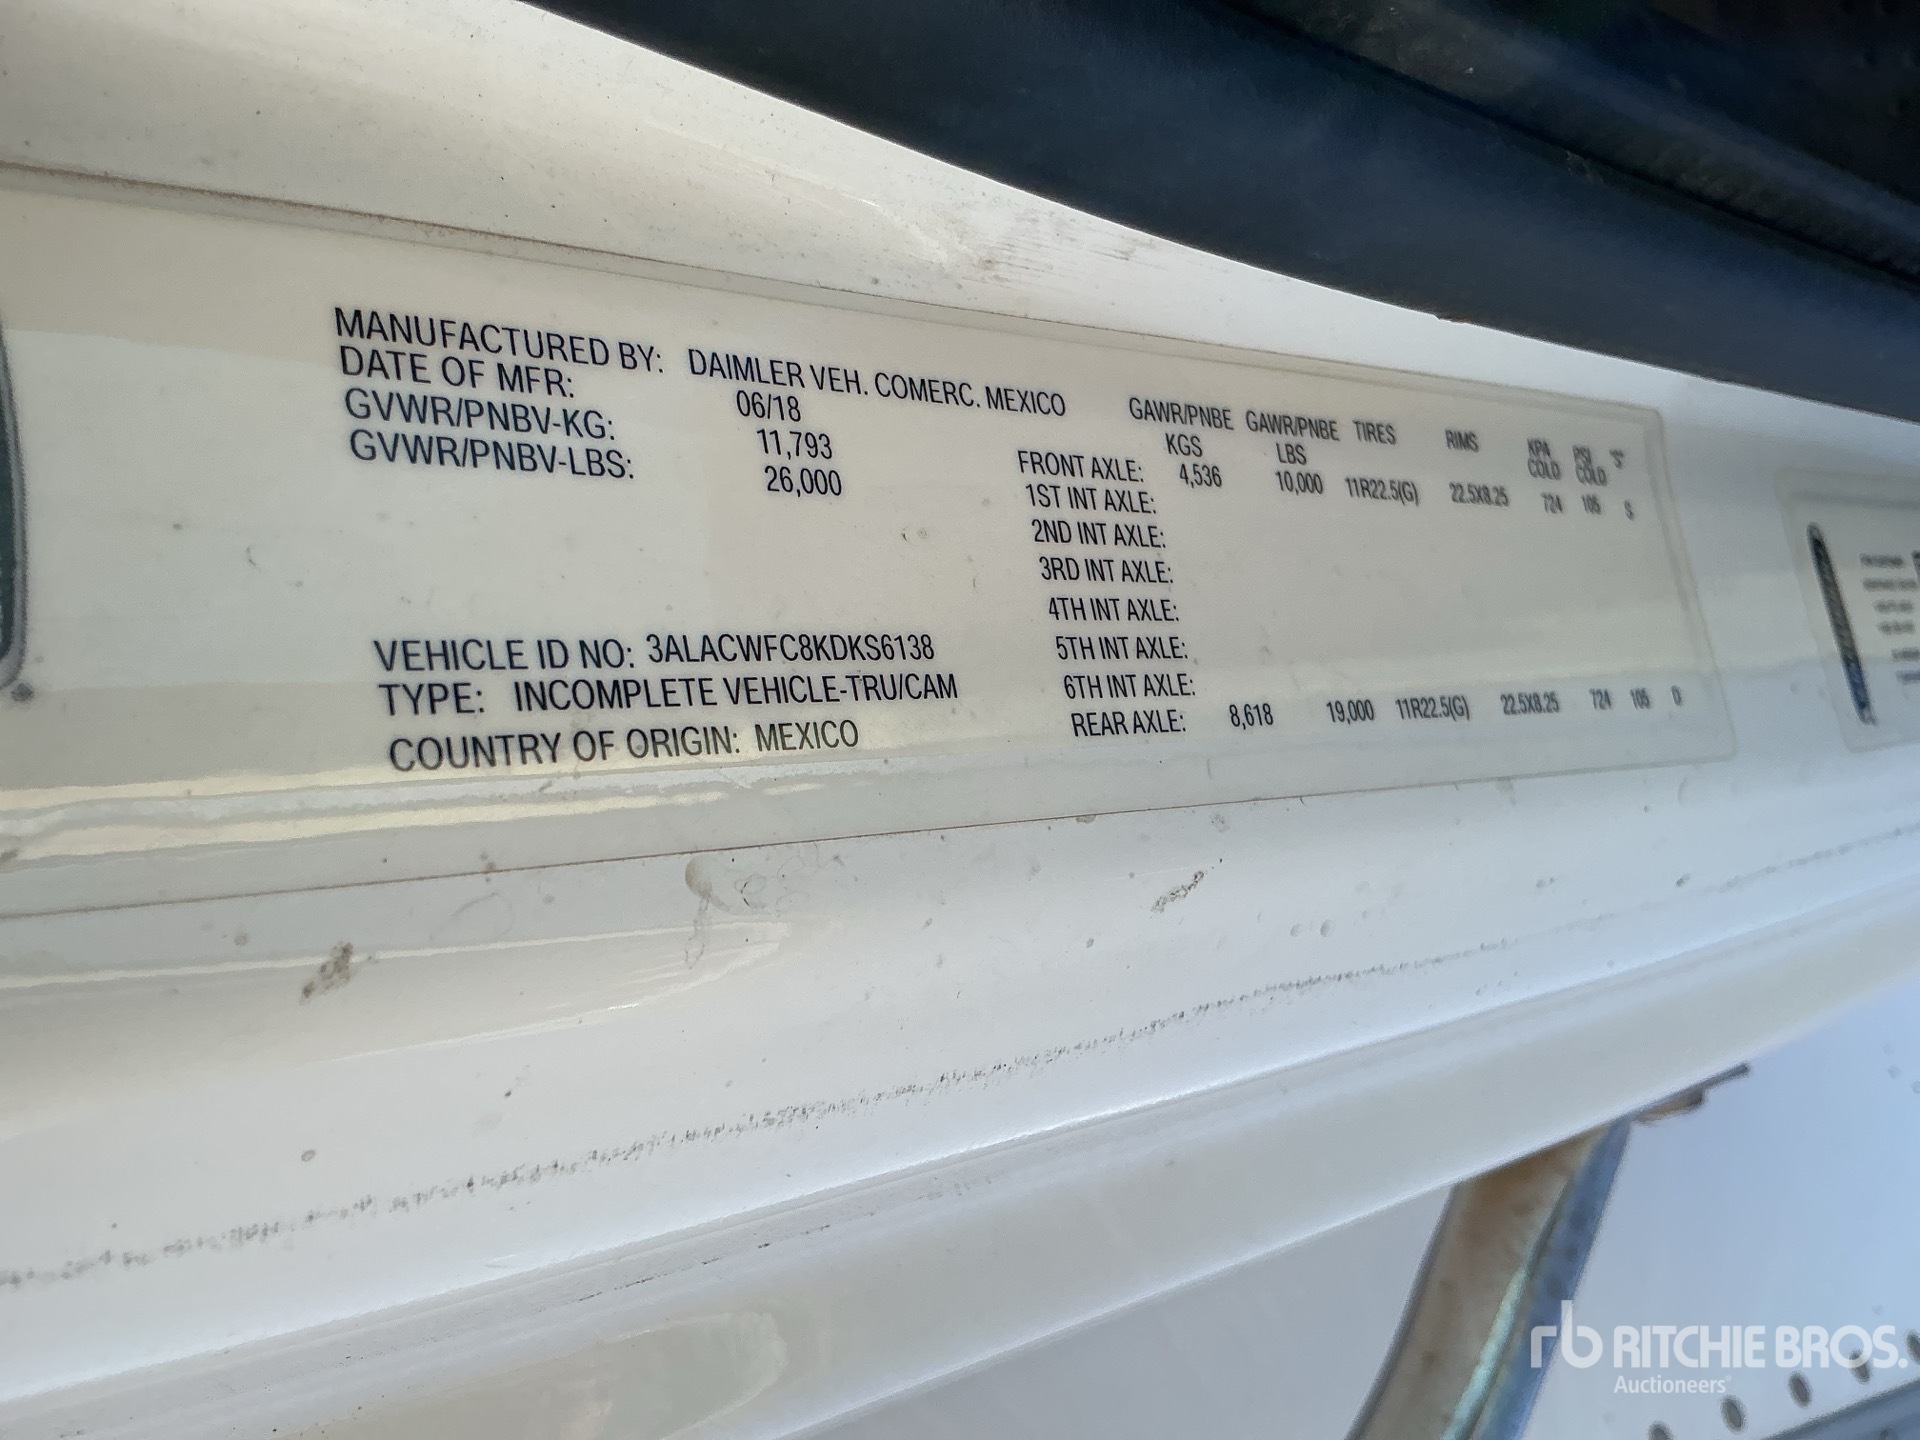 MANUFACTURED BY: DAIMLER VEH. COMERC. MEXICO
DATE OF MFR: 06/18
GVWR/PNBV-KG: 11,793
GVWR/PNBV-LBS: 26,000
VEHICLE ID NO: 3ALACWFC8KDKS6138
TYPE: INCOMPLETE VEHICLE-TRU/CAM
COUNTRY OF ORIGIN: MEXICO
GAWR/PNBE GAWR/PNBE TIRES RIMS KPA PSI "S"
KGS LBS COLD COLD
FRONT AXLE: 4,536 10,000 11R22.5(G) 22.5X8.25 724 105 S
1ST INT AXLE:
2ND INT AXLE:
3RD INT AXLE:
4TH INT AXLE:
5TH INT AXLE:
6TH INT AXLE:
REAR AXLE: 8,618 19,000 11R22.5(G) 22.5X8.25 724 105 D
rb RITCHIE BROS.
Auctioneers